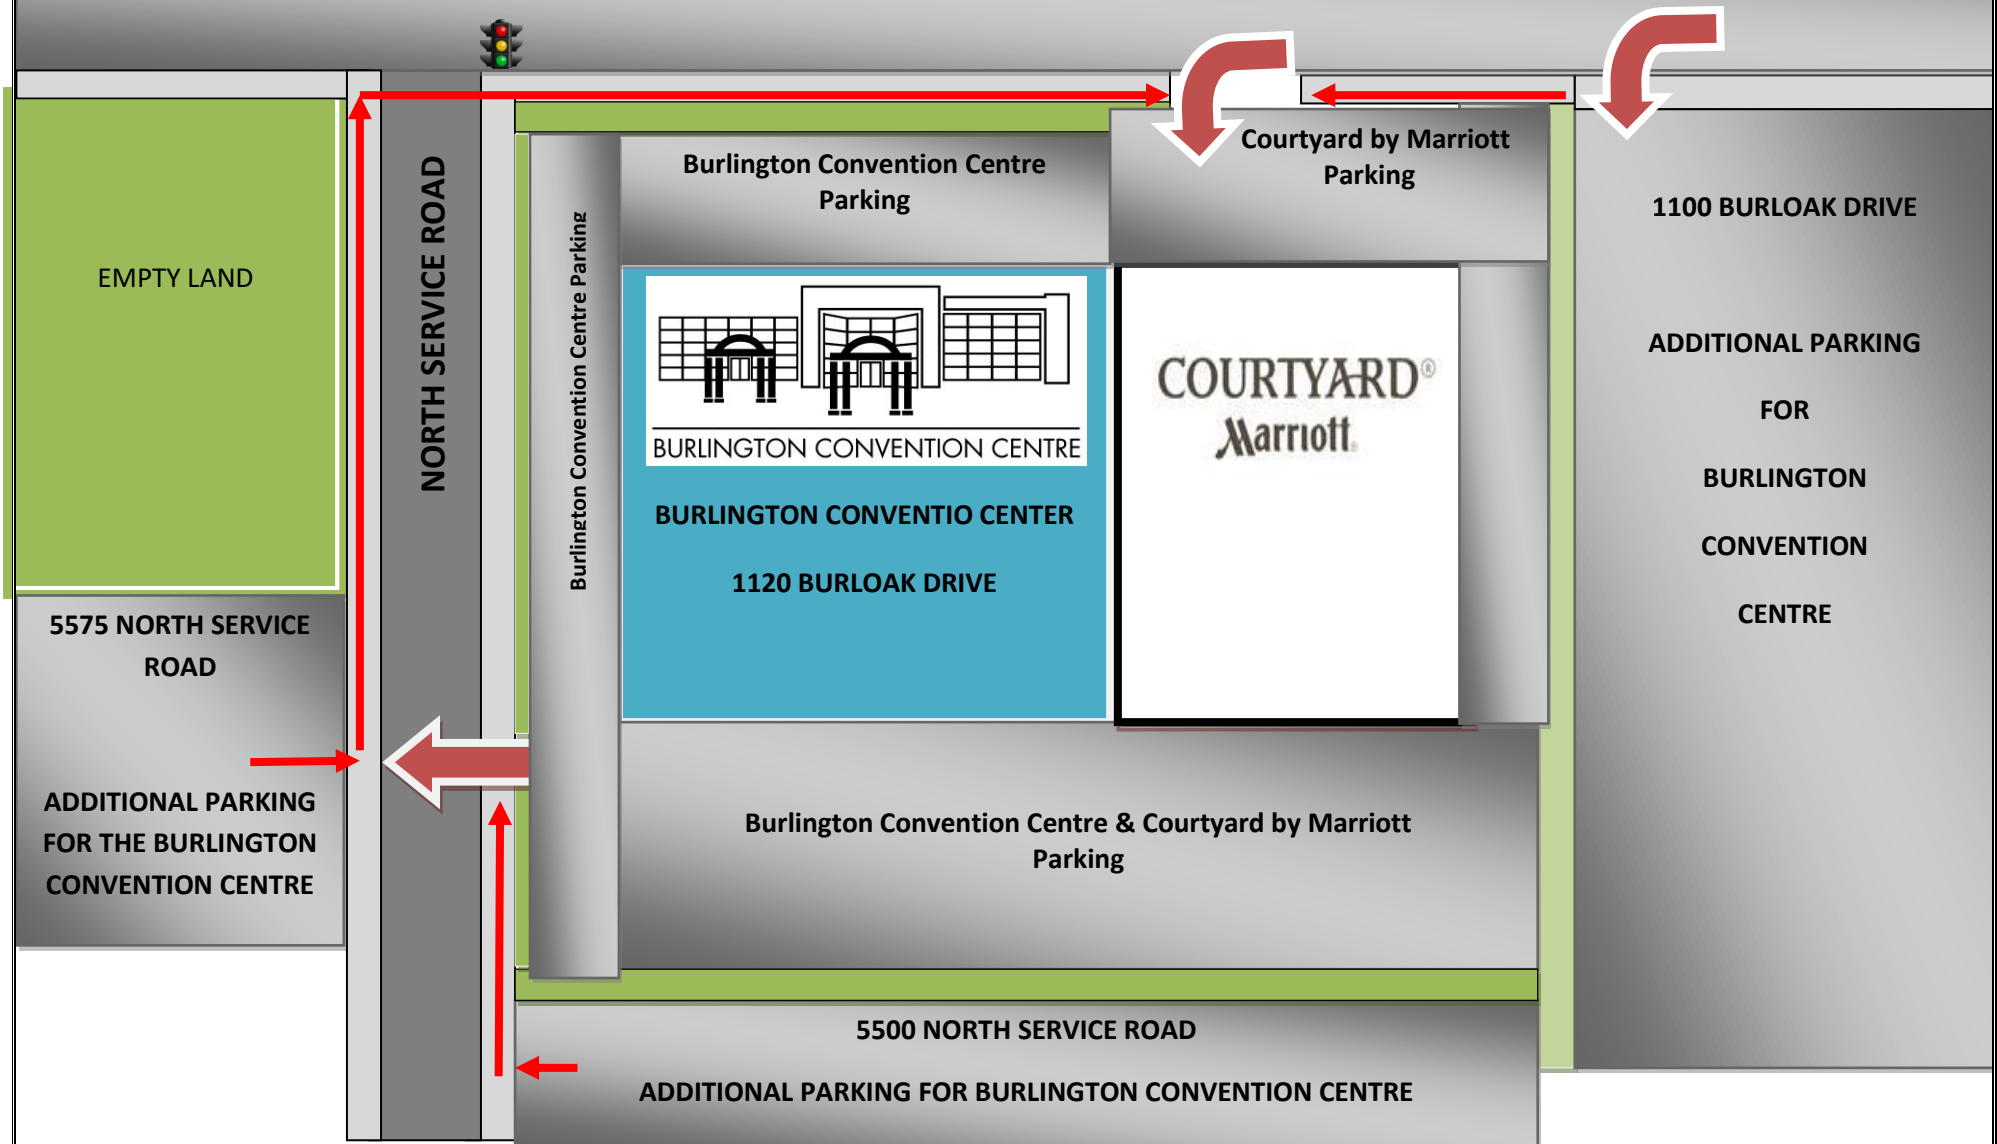 Burlington Convention Centre
Parking
Courtyard by Marriott
Parking
1100 BURLOAK DRIVE
ADDITIONAL PARKING
FOR
BURLINGTON
CONVENTION
CENTRE
EMPTY LAND
NORTH SERVICE ROAD
Burlington Convention Centre Parking
BURLINGTON CONVENTION CENTRE
BURLINGTON CONVENTIO CENTER
1120 BURLOAK DRIVE
COURTYARD®
Marriott.
5575 NORTH SERVICE
ROAD
ADDITIONAL PARKING
FOR THE BURLINGTON
CONVENTION CENTRE
Burlington Convention Centre & Courtyard by Marriott
Parking
5500 NORTH SERVICE ROAD
ADDITIONAL PARKING FOR BURLINGTON CONVENTION CENTRE